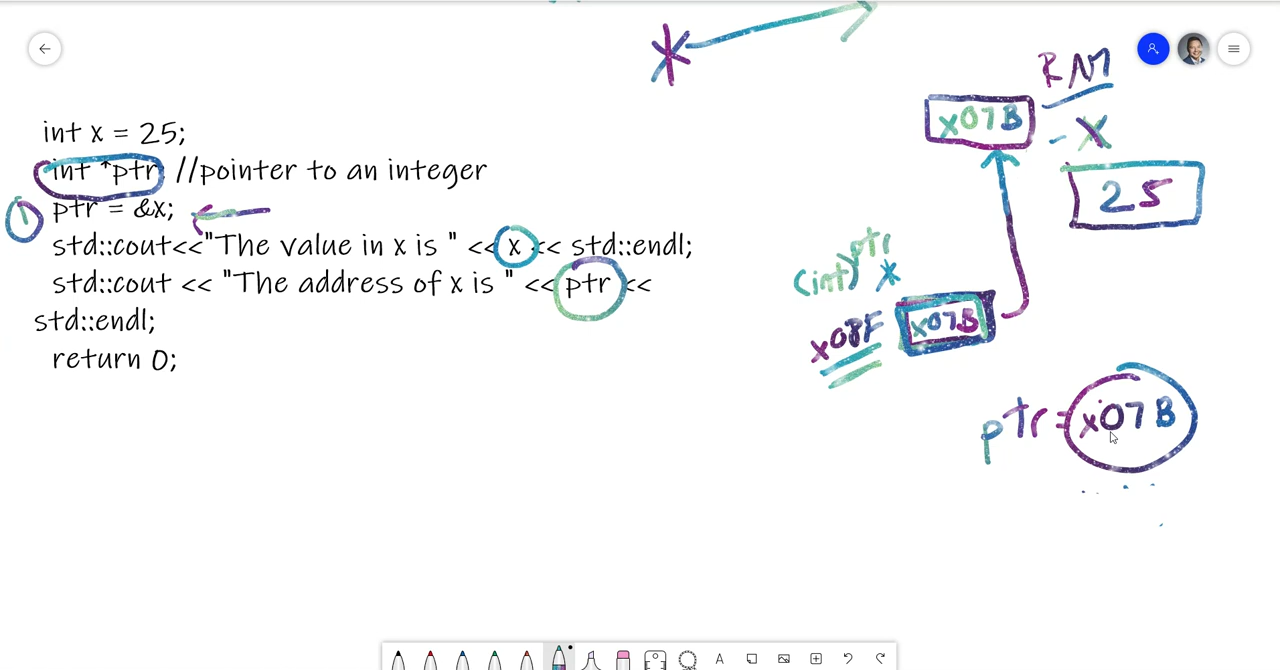 int x = 25;
int *ptr //pointer to an integer
1 ptr = &x;
std::cout<<"The value in x is " << x << std::endl;
std::cout << "The address of x is " << ptr <<
std::endl;
return 0;
*
RAM
x07B
- x
25
(int) ptr
*
x08F x07B
ptr = x07B
A